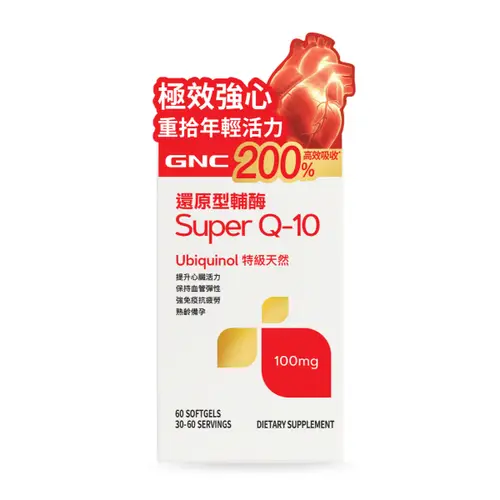 極效強心
重拾年輕活力
GNC
200%
高效吸收*
還原型輔酶
Super Q-10
Ubiquinol 特級天然
提升心臟活力
保持血管彈性
強免疫抗疲勞
熟齡備孕
100mg
60 SOFTGELS
30-60 SERVINGS
DIETARY SUPPLEMENT